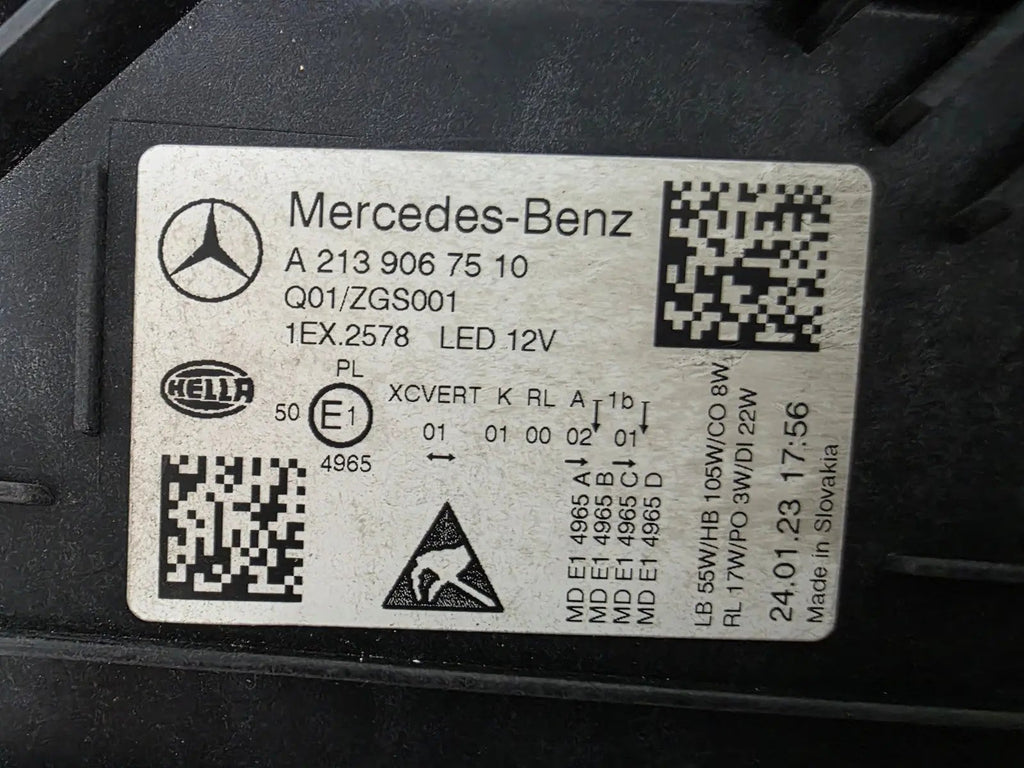 Mercedes-Benz
A 213 906 75 10
Q01/ZGS001
1EX.2578 LED 12V
HELLA
PL
50 E1
4965
XCVERT K RL A 1b
01 01 00 02 01
MD E1 4965 A
MD E1 4965 B
MD E1 4965 C
MD E1 4965 D
LB 55W/HB 105W/CO 8W
RL 17W/PO 3W/DI 22W
24.01.23 17:56
Made in Slovakia